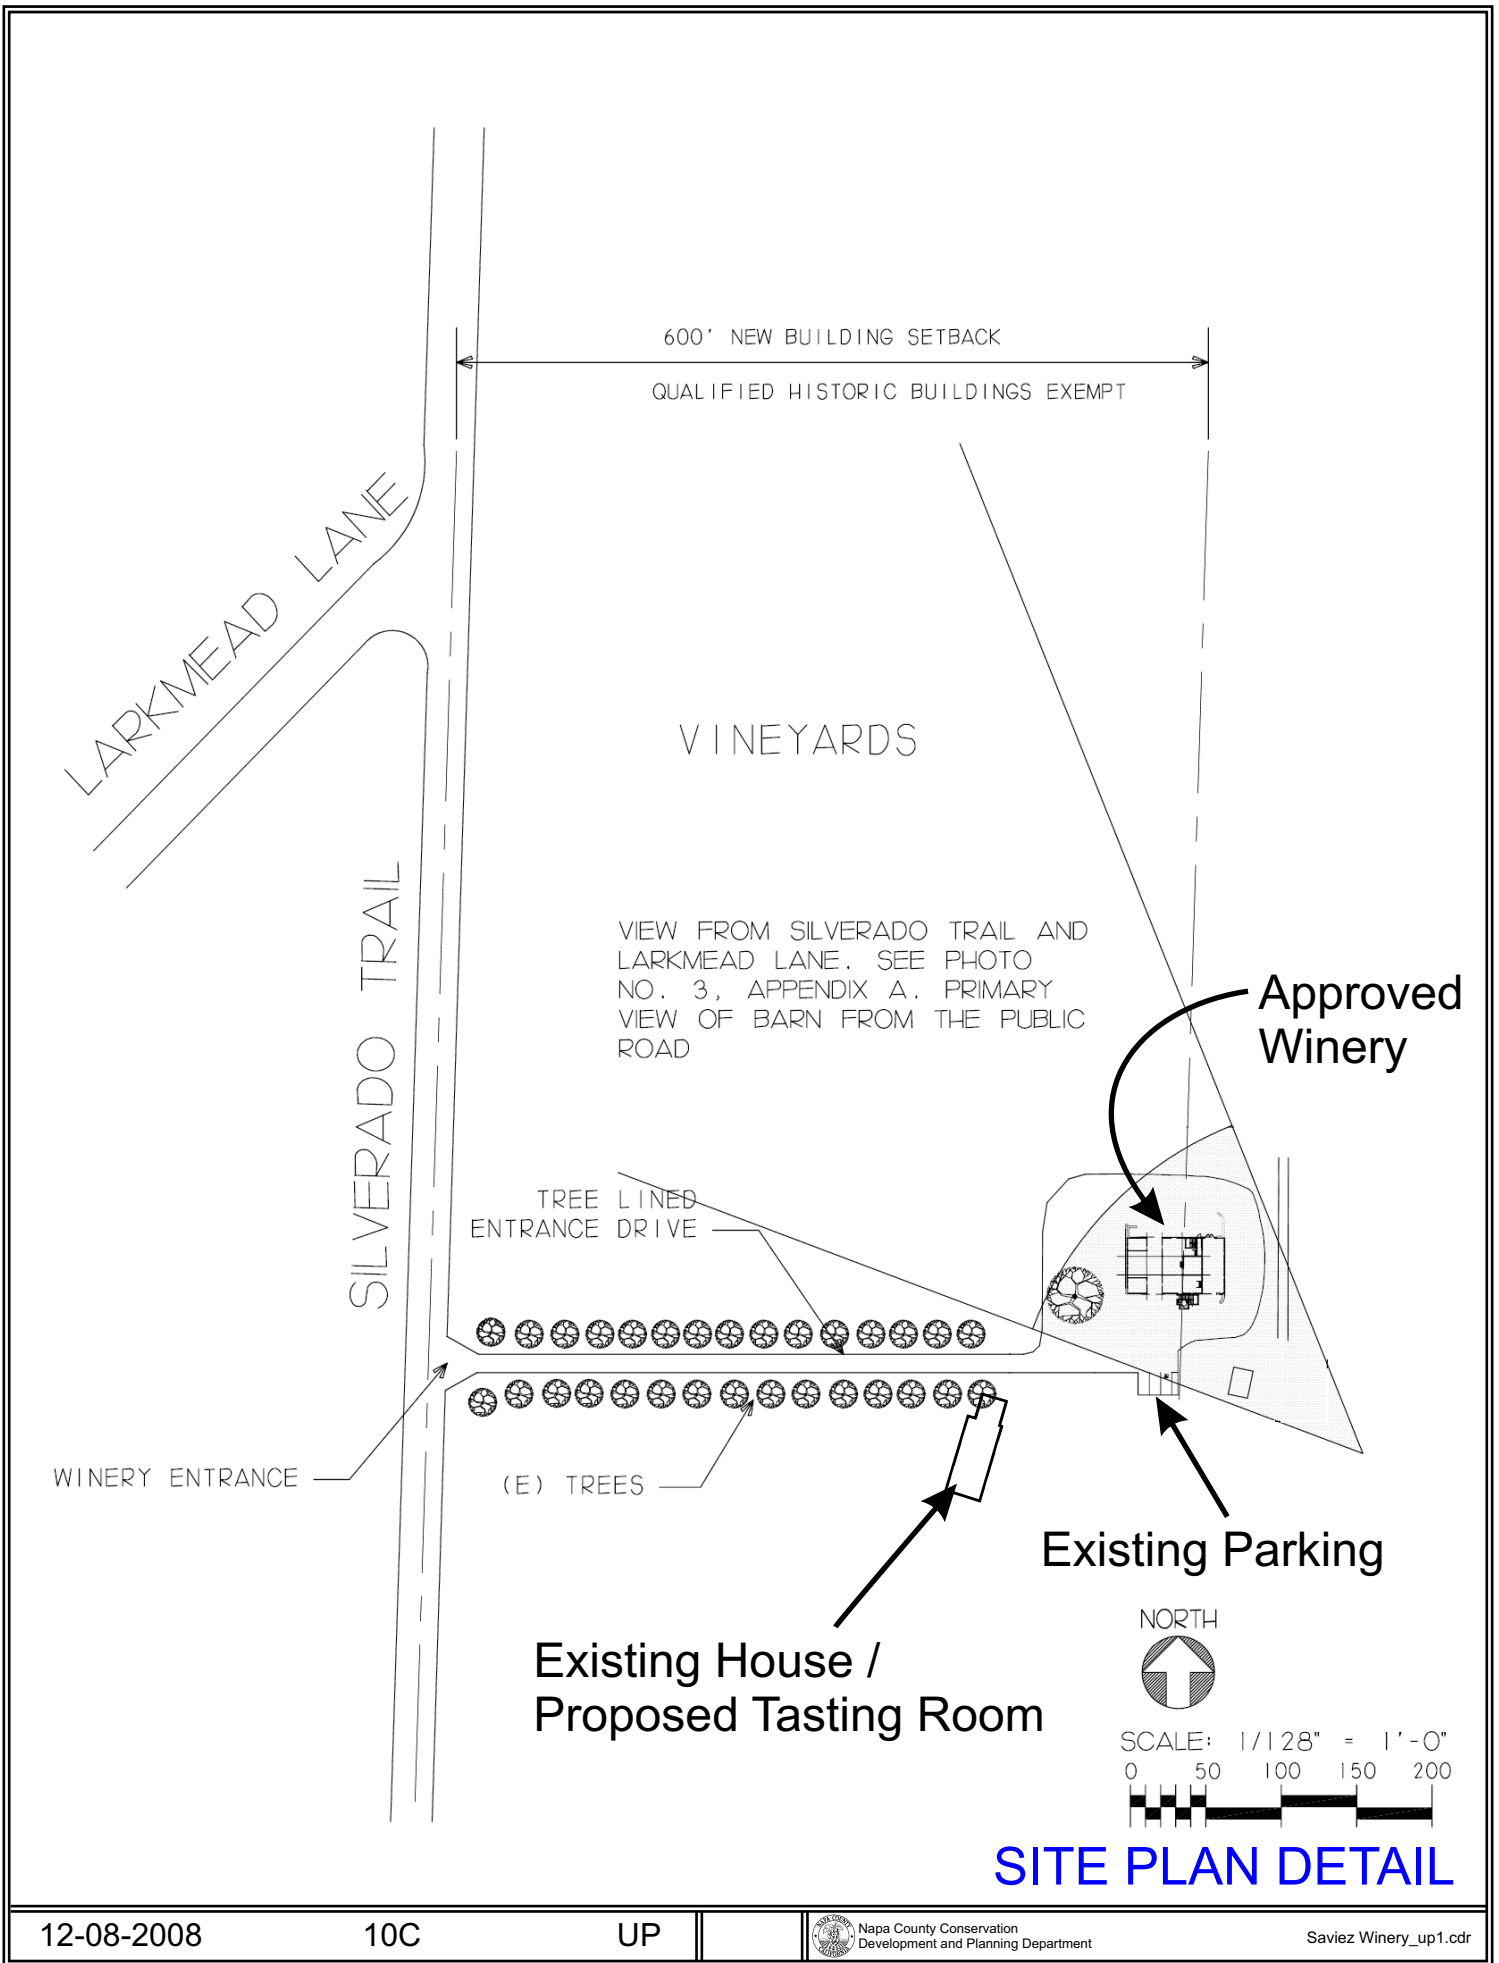 600' NEW BUILDING SETBACK
QUALIFIED HISTORIC BUILDINGS EXEMPT
LARKMEAD LANE
VINEYARDS
SILVERADO TRAIL
VIEW FROM SILVERADO TRAIL AND
LARKMEAD LANE. SEE PHOTO
NO. 3, APPENDIX A. PRIMARY
VIEW OF BARN FROM THE PUBLIC
ROAD
Approved
Winery
TREE LINED
ENTRANCE DRIVE
WINERY ENTRANCE
(E) TREES
Existing Parking
Existing House /
Proposed Tasting Room
NORTH
SCALE: 1/128" = 1'-0"
0 50 100 150 200
SITE PLAN DETAIL
12-08-2008 10C UP
NAPA COUNTY
CALIFORNIA
Napa County Conservation
Development and Planning Department
Saviez Winery_up1.cdr